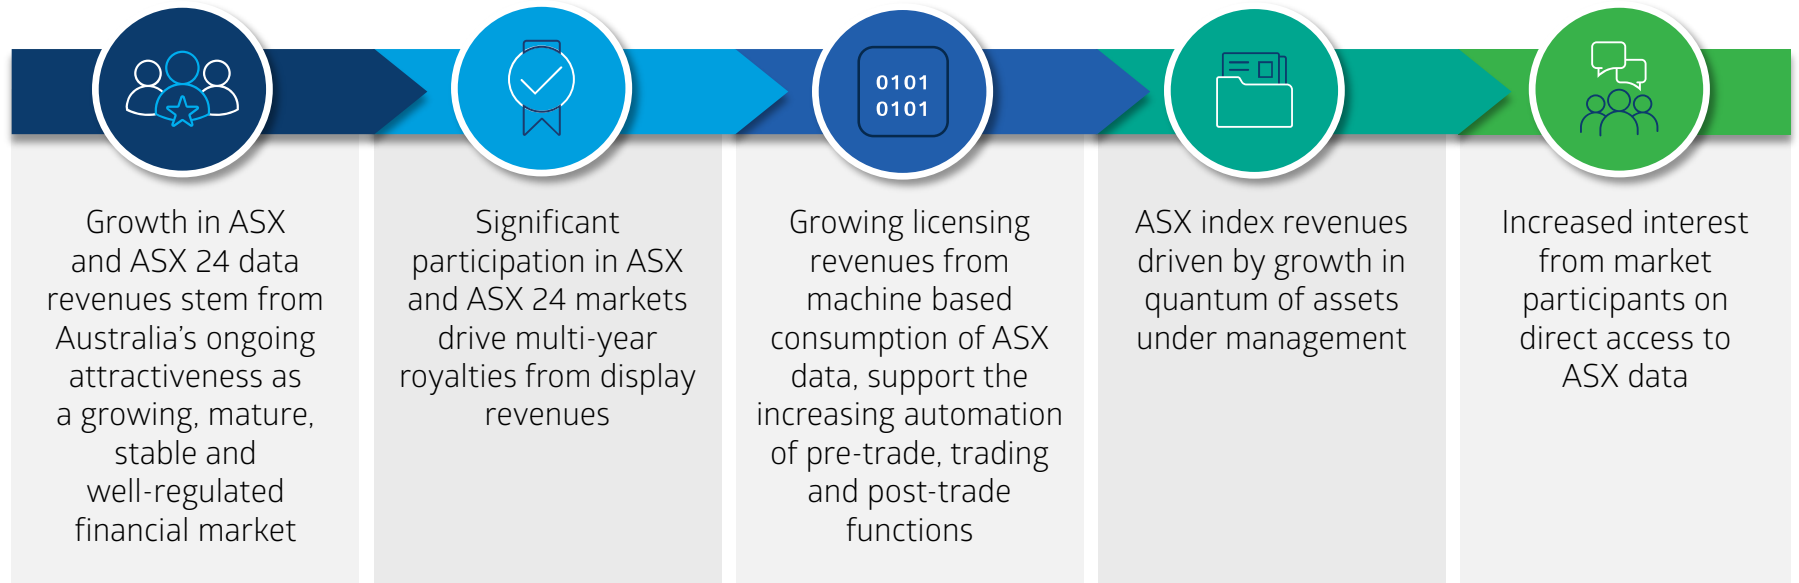 Growth in ASX
and ASX 24 data
revenues stem from
Australia’s ongoing
attractiveness as
a growing, mature,
stable and
well-regulated
financial market
Significant
participation in ASX
and ASX 24 markets
drive multi-year
royalties from display
revenues
0101
0101
Growing licensing
revenues from
machine based
consumption of ASX
data, support the
increasing automation
of pre-trade, trading
and post-trade
functions
ASX index revenues
driven by growth in
quantum of assets
under management
Increased interest
from market
participants on
direct access to
ASX data